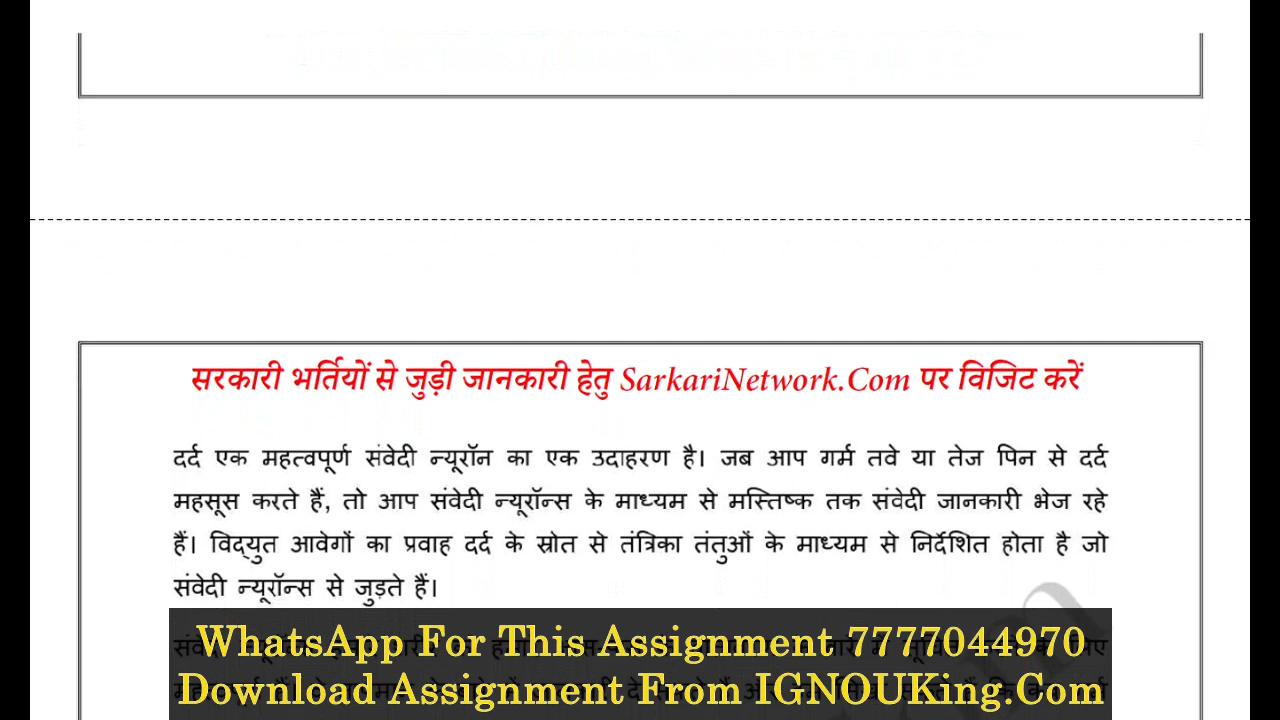 सरकारी भर्तियों से जुड़ी जानकारी हेतु SarkariNetwork.Com पर विजिट करें
दर्द एक महत्वपूर्ण संवेदी न्यूरॉन का एक उदाहरण है। जब आप गर्म तवे या तेज पिन से दर्द
महसूस करते हैं, तो आप संवेदी न्यूरॉन्स के माध्यम से मस्तिष्क तक संवेदी जानकारी भेज रहे
हैं। विद्युत आवेगों का प्रवाह दर्द के स्रोत से तंत्रिका तंतुओं के माध्यम से निर्देशित होता है जो
संवेदी न्यूरॉन्स से जुड़ते हैं।
WhatsApp For This Assignment 7777044970
Download Assignment From IGNOUKing.Com